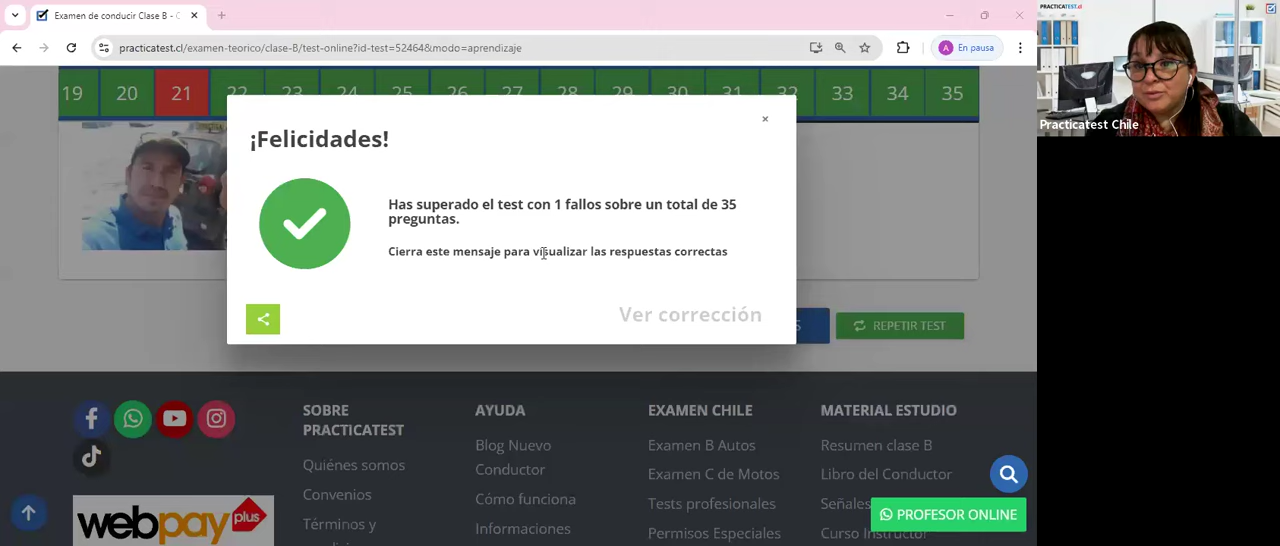 Examen de conducir Clase B - C
practicatest.cl/examen-teorico/clase-B/test-online?id-test=52464&modo=aprendizaje
A En pausa
PRACTICATEST.CL
Practicatest Chile
19 20 21 22 23 24 25 26 27 28 29 30 31 32 33 34 35
¡Felicidades!
×
Has superado el test con 1 fallos sobre un total de 35
preguntas.
Cierra este mensaje para visualizar las respuestas correctas
Ver corrección
S
REPETIR TEST
SOBRE
PRACTICATEST
Quiénes somos
Convenios
Términos y
AYUDA
Blog Nuevo
Conductor
Cómo funciona
Informaciones
EXAMEN CHILE
Examen B Autos
Examen C de Motos
Tests profesionales
Permisos Especiales
MATERIAL ESTUDIO
Resumen clase B
Libro del Conductor
Señales
Curso Instructor
webpay plus
PROFESOR ONLINE